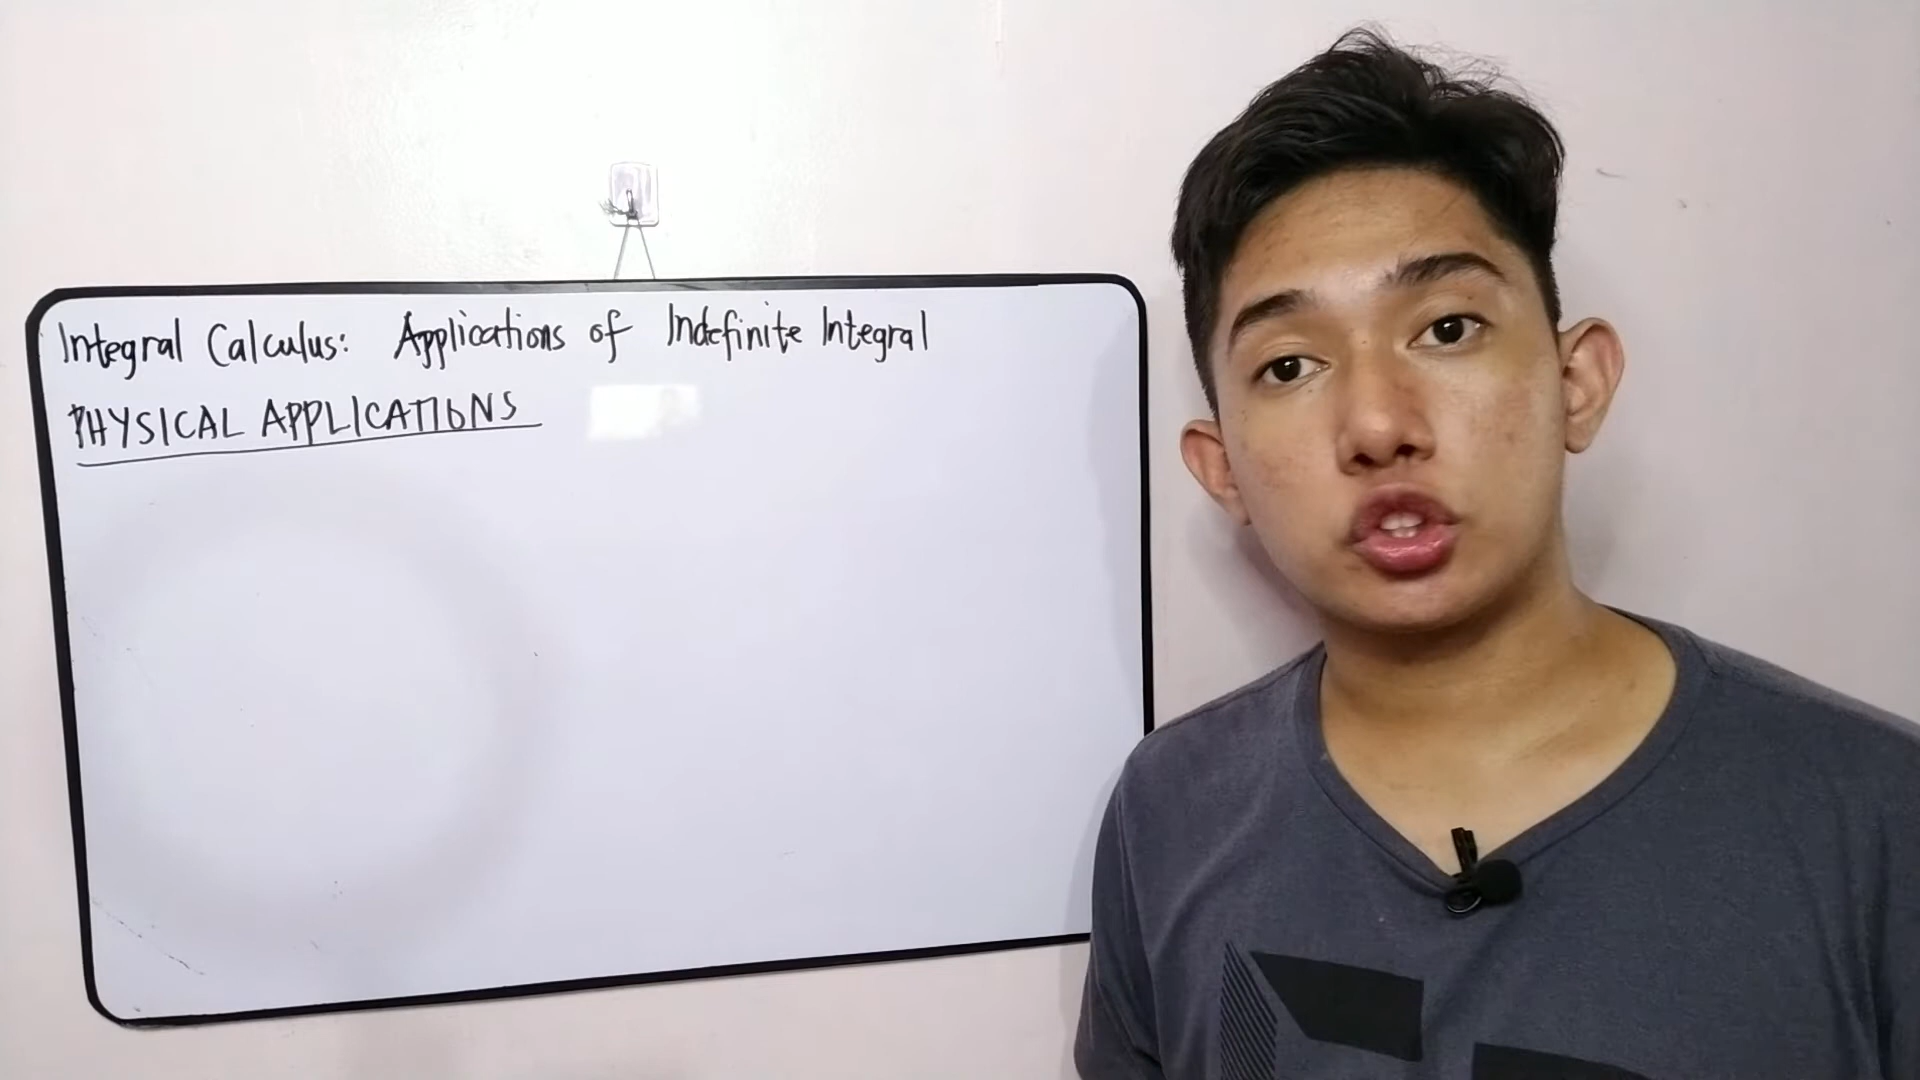 Integral Calculus: Applications of Indefinite Integral
PHYSICAL APPLICATIONS